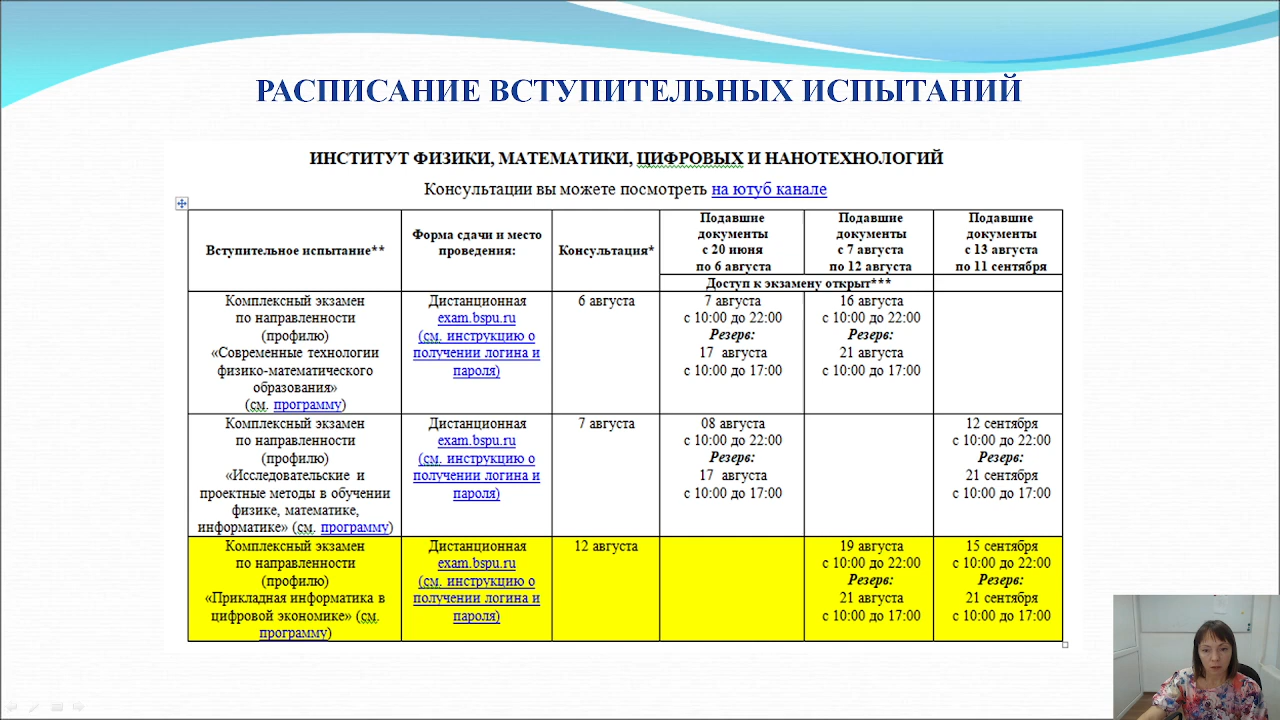 РАСПИСАНИЕ ВСТУПИТЕЛЬНЫХ ИСПЫТАНИЙ
ИНСТИТУТ ФИЗИКИ, МАТЕМАТИКИ, ЦИФРОВЫХ И НАНОТЕХНОЛОГИЙ
Консультации вы можете посмотреть на ютуб канале
Вступительное испытание**
Форма сдачи и место
проведения:
Консультация*
Подавшие
документы
с 20 июня
по 6 августа
Подавшие
документы
с 7 августа
по 12 августа
Подавшие
документы
с 13 августа
по 11 сентября
Доступ к экзамену открыт***
Комплексный экзамен
по направленности
(профилю)
«Современные технологии
физико-математического
образования»
(см. программу)
Дистанционная
exam.bspu.ru
(см. инструкцию о
получении логина и
пароля)
6 августа
7 августа
с 10:00 до 22:00
Резерв:
17 августа
с 10:00 до 17:00
16 августа
с 10:00 до 22:00
Резерв:
21 августа
с 10:00 до 17:00
Комплексный экзамен
по направленности
(профилю)
«Исследовательские и
проектные методы в обучении
физике, математике,
информатике» (см. программу)
Дистанционная
exam.bspu.ru
(см. инструкцию о
получении логина и
пароля)
7 августа
08 августа
с 10:00 до 22:00
Резерв:
17 августа
с 10:00 до 17:00
12 сентября
с 10:00 до 22:00
Резерв:
21 сентября
с 10:00 до 17:00
Комплексный экзамен
по направленности
(профилю)
«Прикладная информатика в
цифровой экономике» (см.
программу)
Дистанционная
exam.bspu.ru
(см. инструкцию о
получении логина и
пароля)
12 августа
19 августа
с 10:00 до 22:00
Резерв:
21 августа
с 10:00 до 17:00
15 сентября
с 10:00 до 22:00
Резерв:
21 сентября
с 10:00 до 17:00